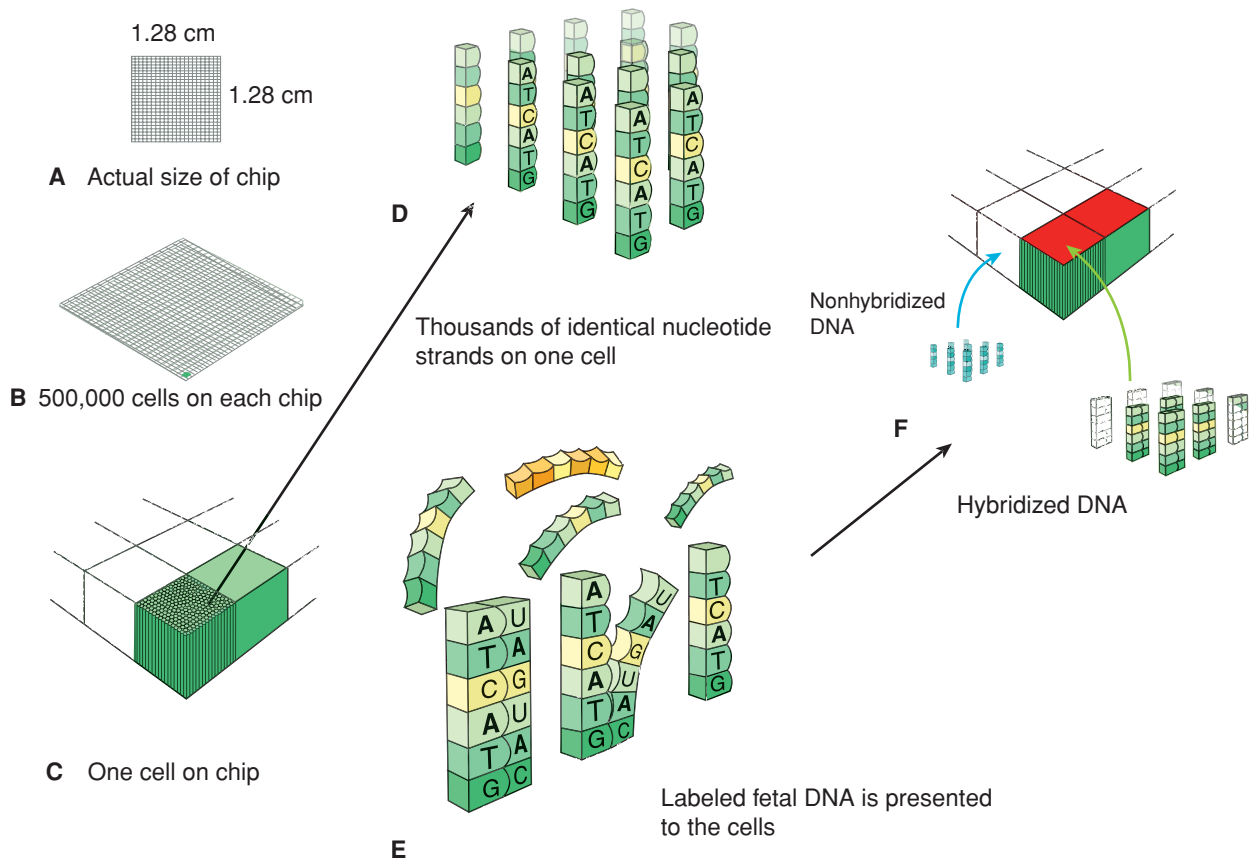 1.28 cm
1.28 cm
A Actual size of chip
B 500,000 cells on each chip
C One cell on chip
D
A
T
C
A
T
G
A
T
C
A
T
G
A
T
C
A
T
G
A
T
C
A
T
G
Thousands of identical nucleotide
strands on one cell
A U
T A
C G
A U
T A
G C
A U
T A
C G
A U
T A
G C
T
C
A
T
G
Labeled fetal DNA is presented
to the cells
E
Nonhybridized
DNA
F
Hybridized DNA